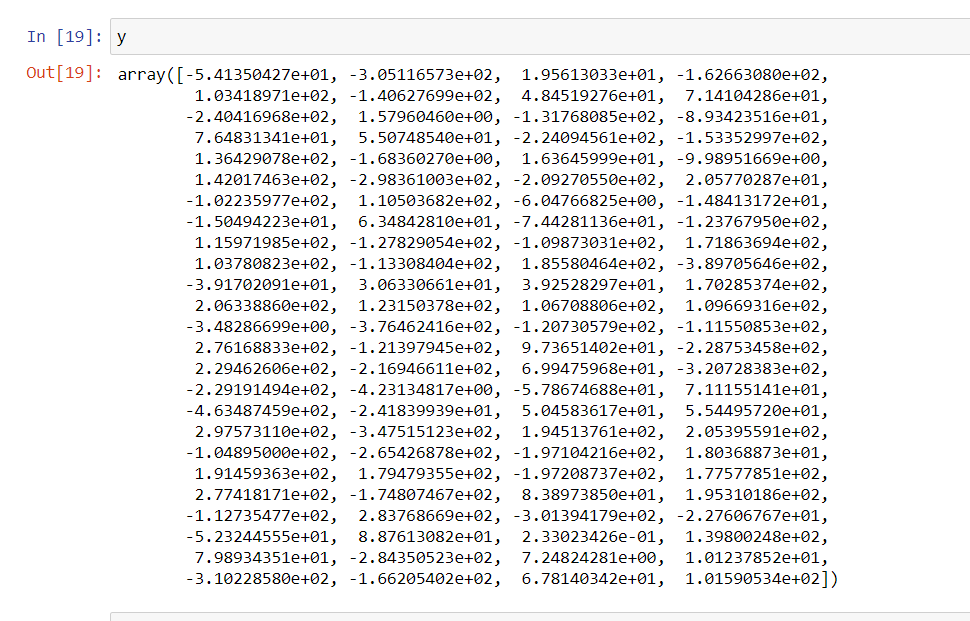 In [19]: y
Out[19]: array([-5.41350427e+01, -3.05116573e+02, 1.95613033e+01, -1.62663080e+02,
1.03418971e+02, -1.40627699e+02, 4.84519276e+01, 7.14104286e+01,
-2.40416968e+02, 1.57960460e+00, -1.31768085e+02, -8.93423516e+01,
7.64831341e+01, 5.50748540e+01, -2.24094561e+02, -1.53352997e+02,
1.36429078e+02, -1.68360270e+00, 1.63645999e+01, -9.98951669e+00,
1.42017463e+02, -2.98361003e+02, -2.09270550e+02, 2.05770287e+01,
-1.02235977e+02, 1.10503682e+02, -6.04766825e+00, -1.48413172e+01,
-1.50494223e+01, 6.34842810e+01, -7.44281136e+01, -1.23767950e+02,
1.15971985e+02, -1.27829054e+02, -1.09873031e+02, 1.71863694e+02,
1.03780823e+02, -1.13308404e+02, 1.85580464e+02, -3.89705646e+02,
-3.91702091e+01, 3.06330661e+01, 3.92528297e+01, 1.70285374e+02,
2.06338860e+02, 1.23150378e+02, 1.06708806e+02, 1.09669316e+02,
-3.48286699e+00, -3.76462416e+02, -1.20730579e+02, -1.11550853e+02,
2.76168833e+02, -1.21397945e+02, 9.73651402e+01, -2.28753458e+02,
2.29462606e+02, -2.16946611e+02, 6.99475968e+01, -3.20728383e+02,
-2.29191494e+02, -4.23134817e+00, -5.78674688e+01, 7.11155141e+01,
-4.63487459e+02, -2.41839939e+01, 5.04583617e+01, 5.54495720e+01,
2.97573110e+02, -3.47515123e+02, 1.94513761e+02, 2.05395591e+02,
-1.04895000e+02, -2.65426878e+02, -1.97104216e+02, 1.80368873e+01,
1.91459363e+02, 1.79479355e+02, -1.97208737e+02, 1.77577851e+02,
2.77418171e+02, -1.74807467e+02, 8.38973850e+01, 1.95310186e+02,
-1.12735477e+02, 2.83768669e+02, -3.01394179e+02, -2.27606767e+01,
-5.23244555e+01, 8.87613082e+01, 2.33023426e-01, 1.39800248e+02,
7.98934351e+01, -2.84350523e+02, 7.24824281e+00, 1.01237852e+01,
-3.10228580e+02, -1.66205402e+02, 6.78140342e+01, 1.01590534e+02])